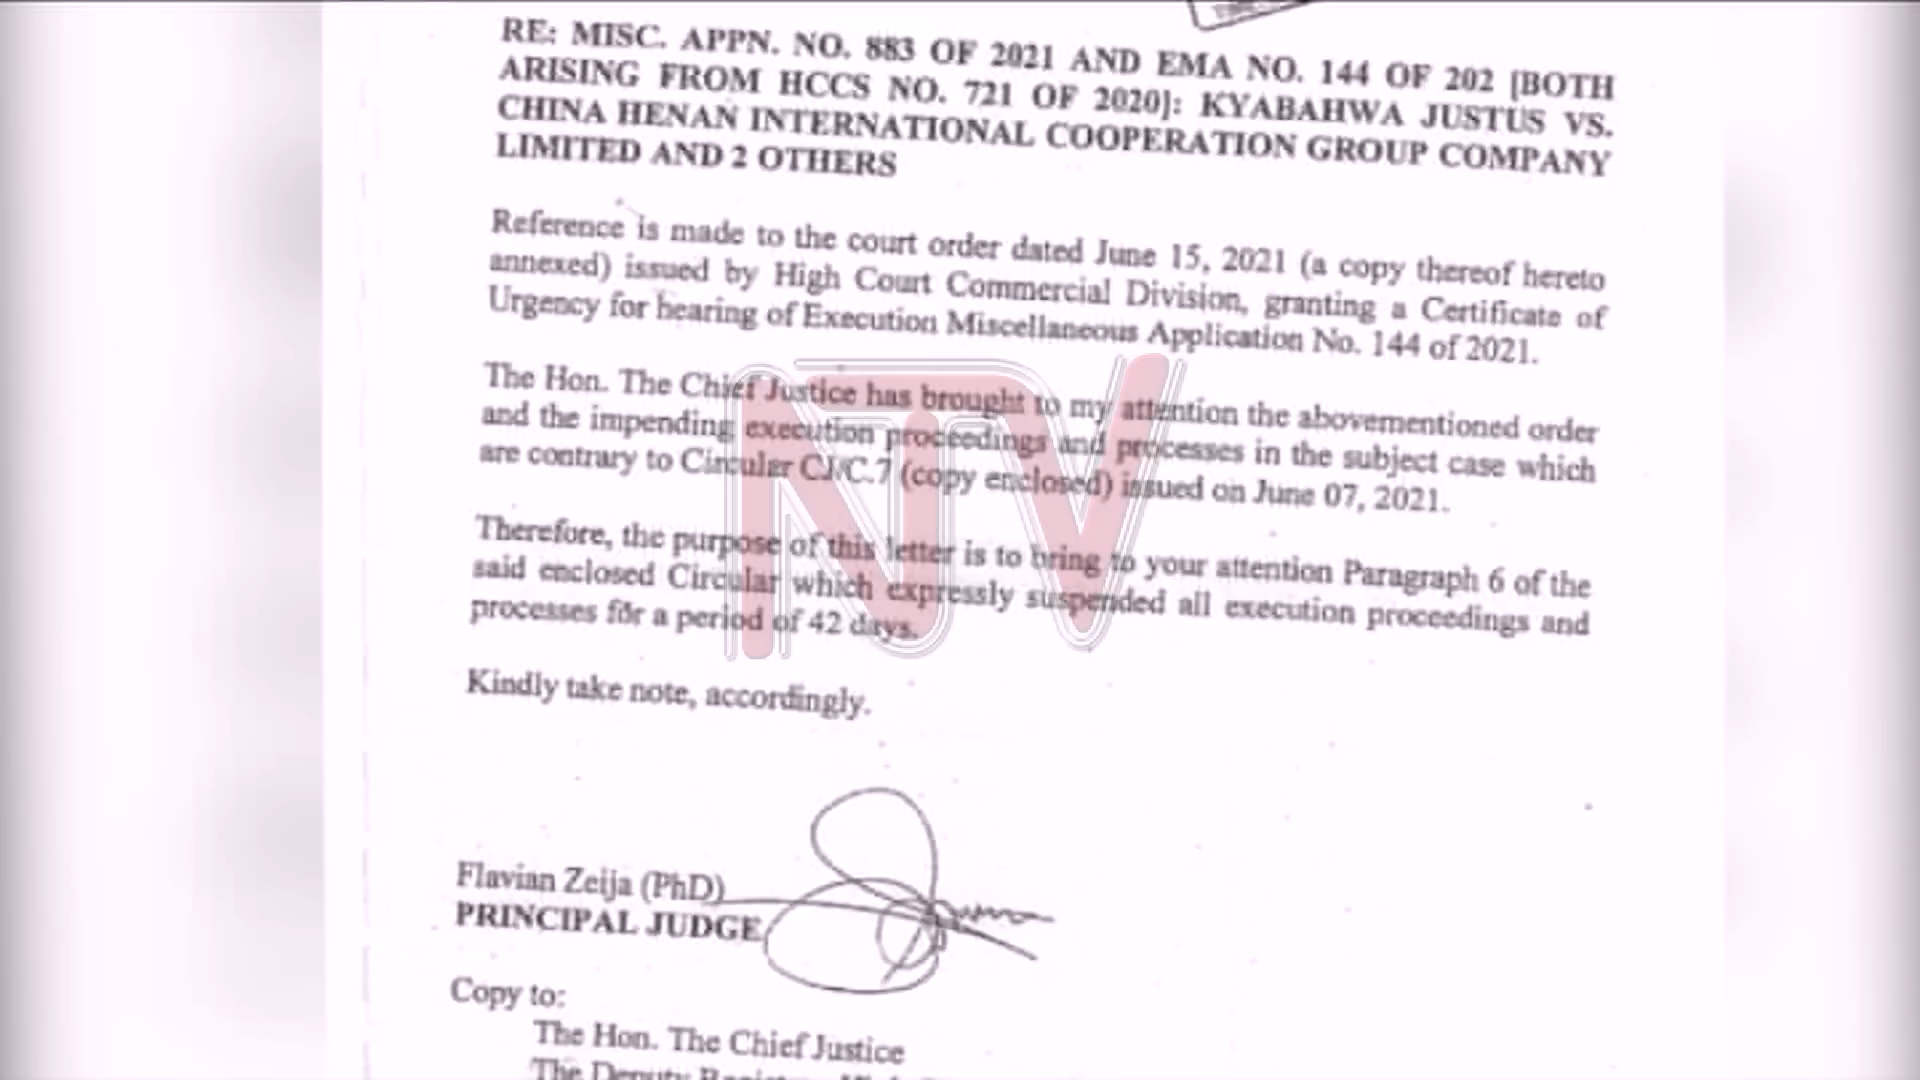 RE: MISC. APPN. NO. 883 OF 2021 AND EMA NO. 144 OF 202 [BOTH
ARISING FROM HCCS NO. 721 OF 2020]: KYABAHWA JUSTUS VS.
CHINA HENAN INTERNATIONAL COOPERATION GROUP COMPANY
LIMITED AND 2 OTHERS
Reference is made to the court order dated June 15, 2021 (a copy thereof hereto
annexed) issued by High Court Commercial Division, granting a Certificate of
Urgency for hearing of Execution Miscellaneous Application No. 144 of 2021.
The Hon. The Chief Justice has brought to my attention the abovementioned order
and the impending execution proceedings and processes in the subject case which
are contrary to Circular CJ/C.7 (copy enclosed) issued on June 07, 2021.
Therefore, the purpose of this letter is to bring to your attention Paragraph 6 of the
said enclosed Circular which expressly suspended all execution proceedings and
processes for a period of 42 days.
Kindly take note, accordingly.
Flavian Zeija (PhD)
PRINCIPAL JUDGE
Copy to:
The Hon. The Chief Justice
The Deputy
NTV